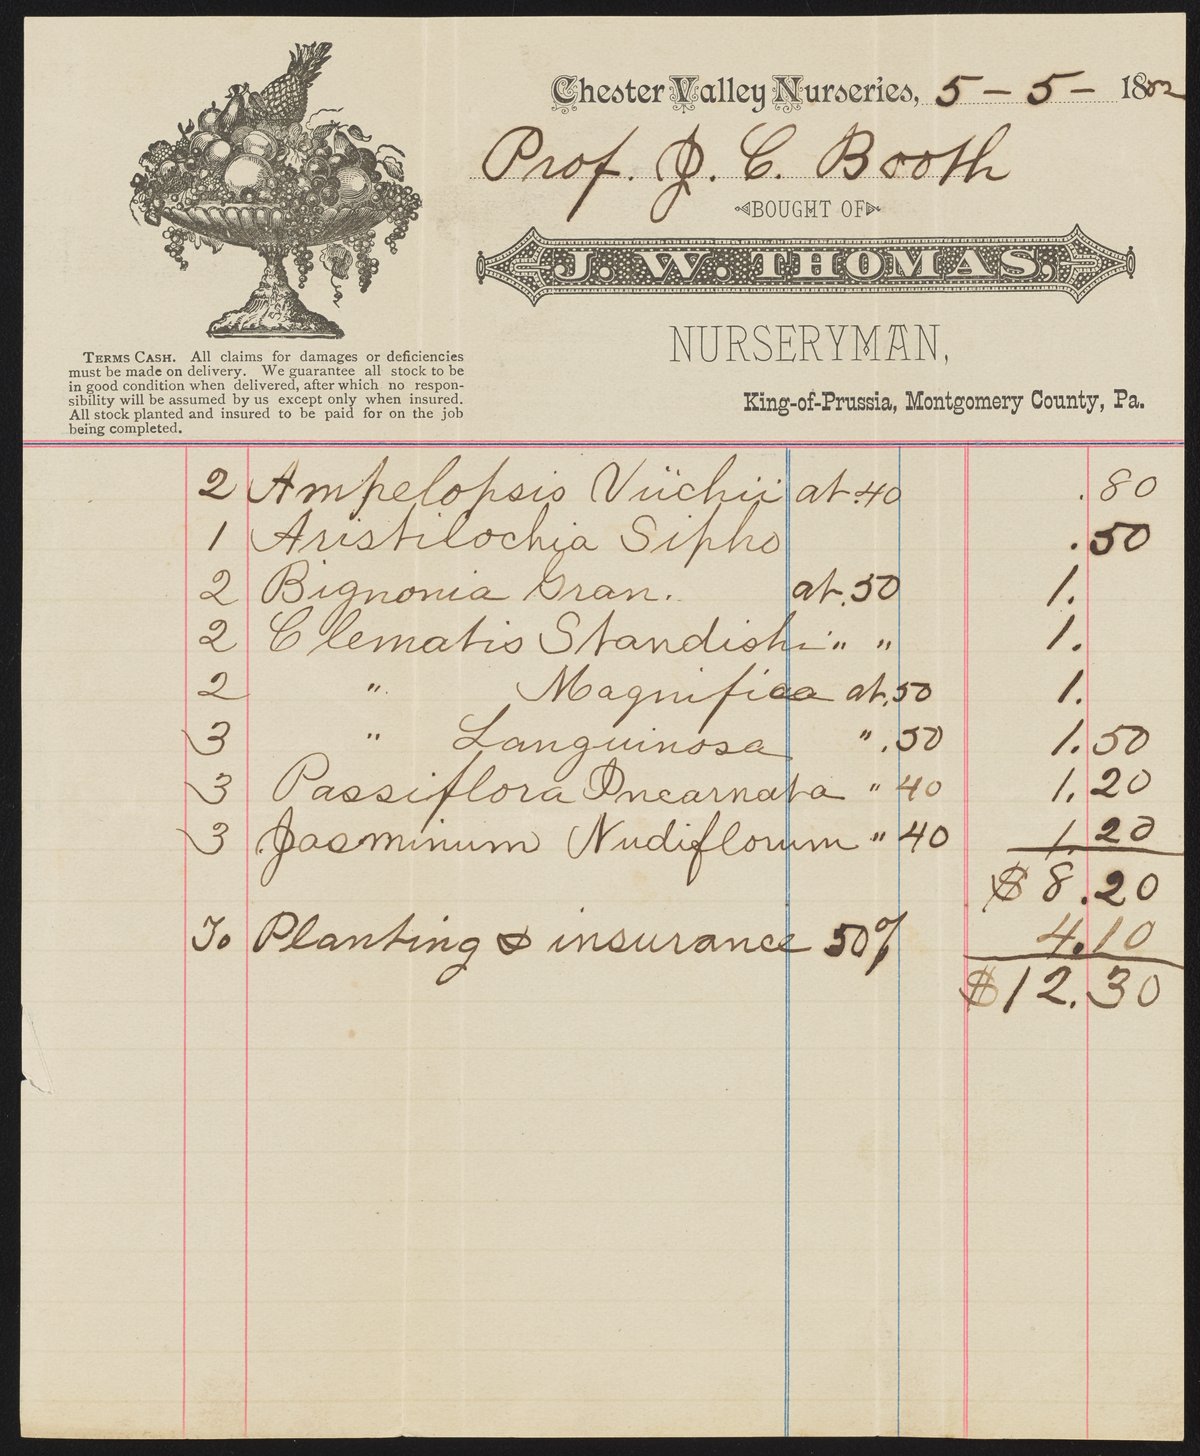 Chester Valley Nurseries, 5 - 5 - 1882
Prof. J. C. Booth
BOUGHT OF
J. W. THOMAS,
NURSERYMAN,
King-of-Prussia, Montgomery County, Pa.
TERMS CASH. All claims for damages or deficiencies
must be made on delivery. We guarantee all stock to be
in good condition when delivered, after which no respon-
sibility will be assumed by us except only when insured.
All stock planted and insured to be paid for on the job
being completed.
2 Ampelopsis Viichii at .40 .80
1 Aristilochia Sipho .50
2 Bignonia Gran. at .50 1.
2 Clematis Standishi " " 1.
2 " Magnifica at .50 1.
3 " Languinosa " .50 1.50
3 Passiflora Incarnata " 40 1.20
3 Jasminum Nudiflorum " 40 1.20
$8.20
To Planting & insurance 50% 4.10
$12.30